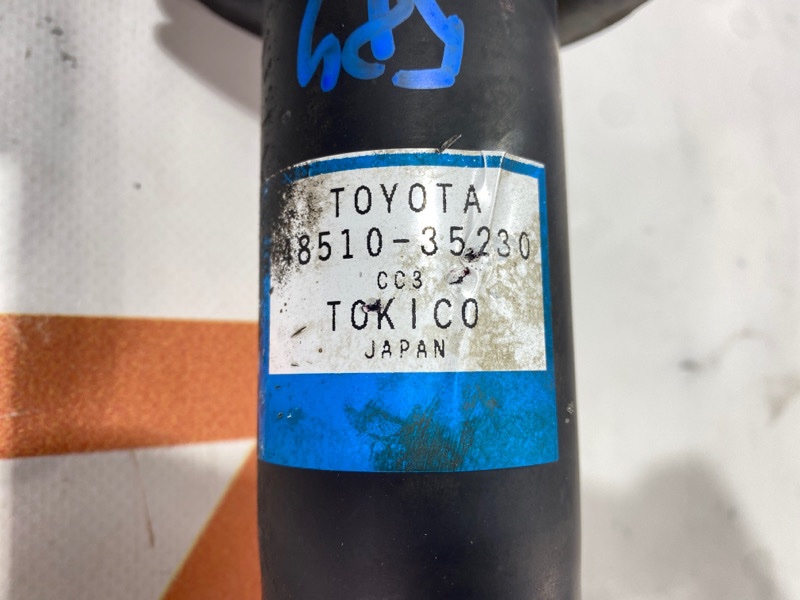 TOYOTA
48510-35230
CC3
TOKICO
JAPAN